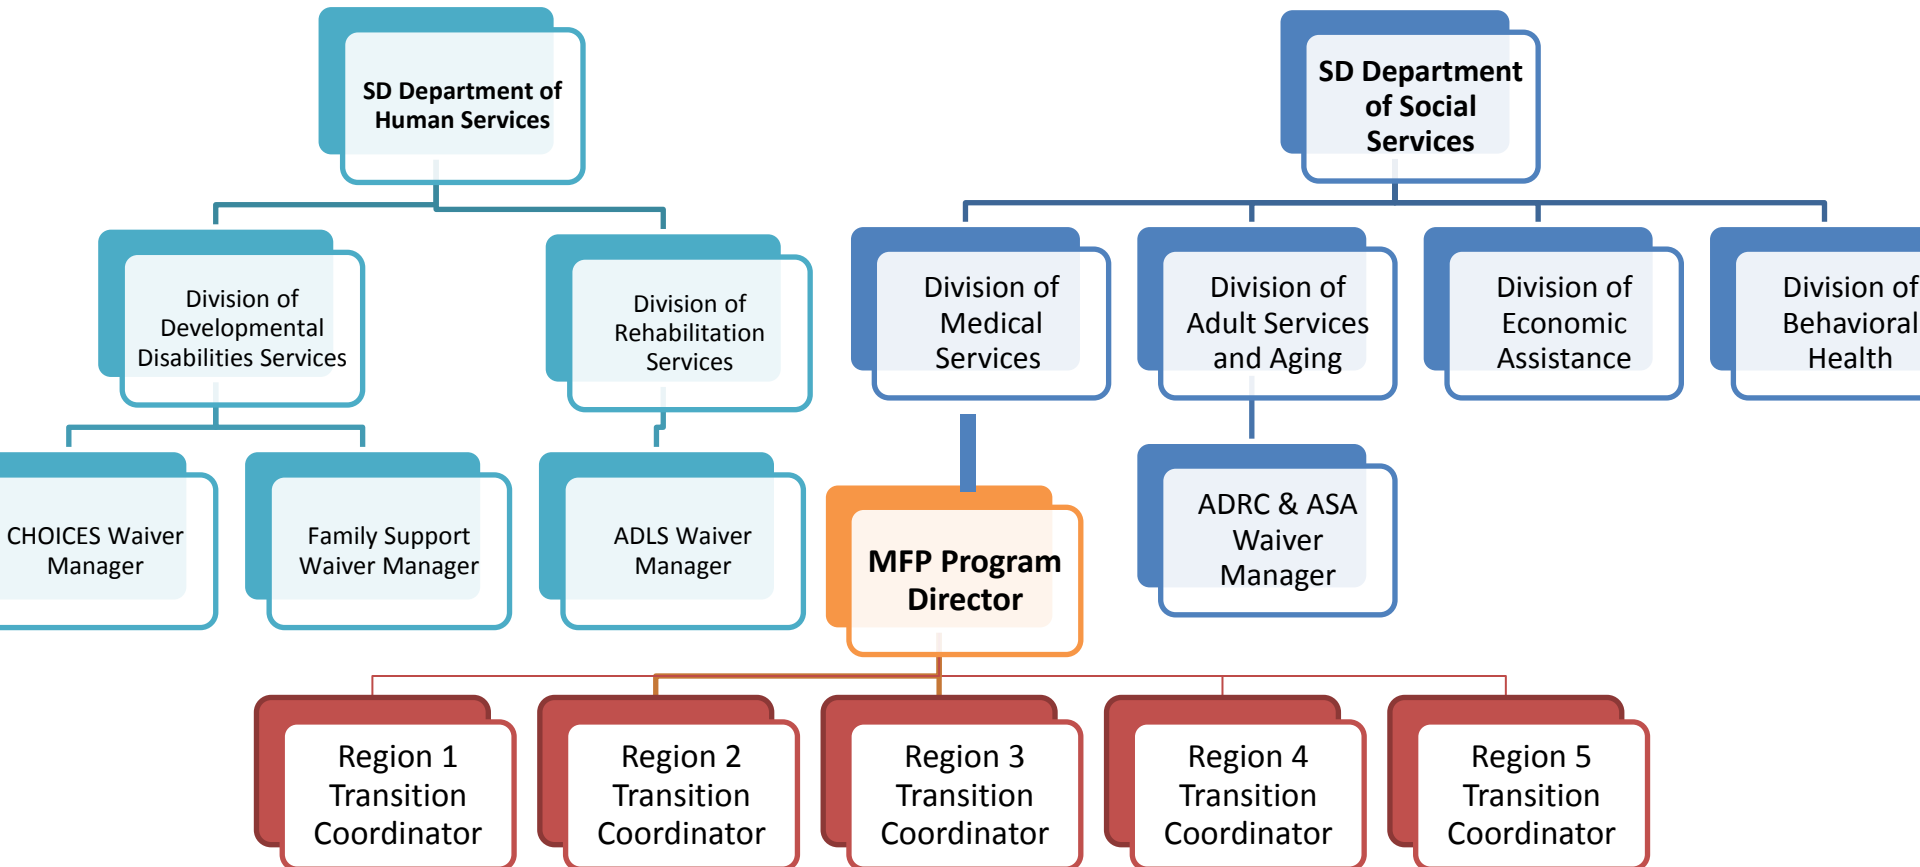 SD Department of
Human Services
SD Department
of Social
Services
Division of
Developmental
Disabilities Services
Division of
Rehabilitation
Services
Division of
Medical
Services
Division of
Adult Services
and Aging
Division of
Economic
Assistance
Division of
Behavioral
Health
CHOICES Waiver
Manager
Family Support
Waiver Manager
ADLS Waiver
Manager
MFP Program
Director
ADRC & ASA
Waiver
Manager
Region 1
Transition
Coordinator
Region 2
Transition
Coordinator
Region 3
Transition
Coordinator
Region 4
Transition
Coordinator
Region 5
Transition
Coordinator